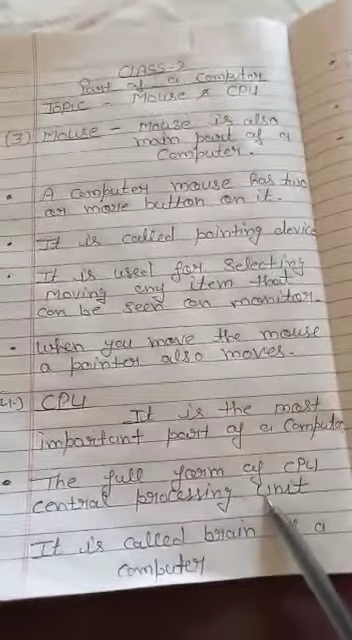 CLASS-2
Part of a computer
Topic - Mouse & CPU
(3) Mouse - Mouse is also
main part of a
Computer.
• A Computer mouse has two
or more button on it.
• It is called pointing device
• It is used for selecting
Moving any item that
can be seen on monitor.
• when you move the mouse
a pointer also moves.
4.) CPU
It is the most
important part of a Computer
• The full form of CPU
central processing Unit
It is called brain a
computer